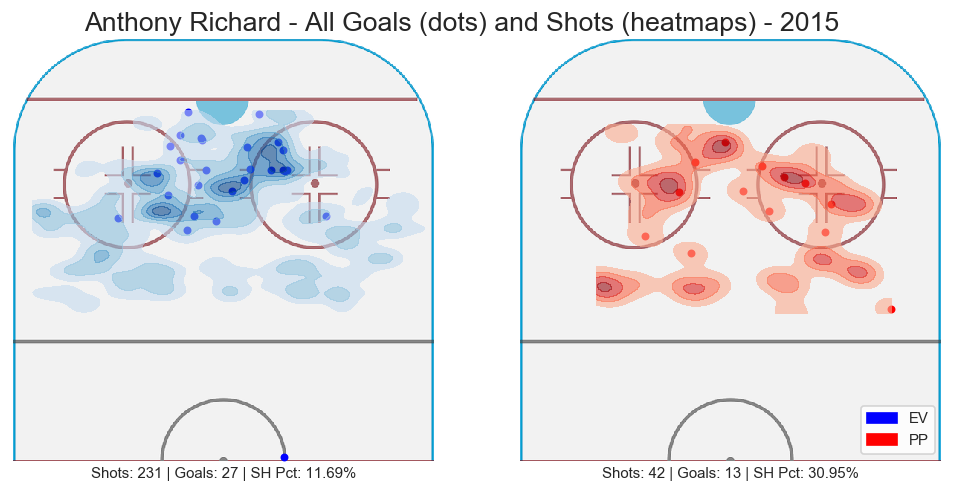 Anthony Richard - All Goals (dots) and Shots (heatmaps) - 2015
EV
PP
Shots: 231 | Goals: 27 | SH Pct: 11.69%
Shots: 42 | Goals: 13 | SH Pct: 30.95%